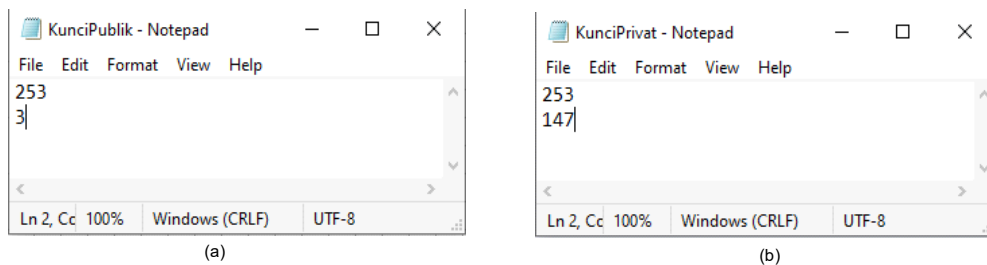 KunciPublik - Notepad
File Edit Format View Help
253
3
Ln 2, Cc 100% Windows (CRLF) UTF-8
(a)
KunciPrivat - Notepad
File Edit Format View Help
253
147
Ln 2, Cc 100% Windows (CRLF) UTF-8
(b)